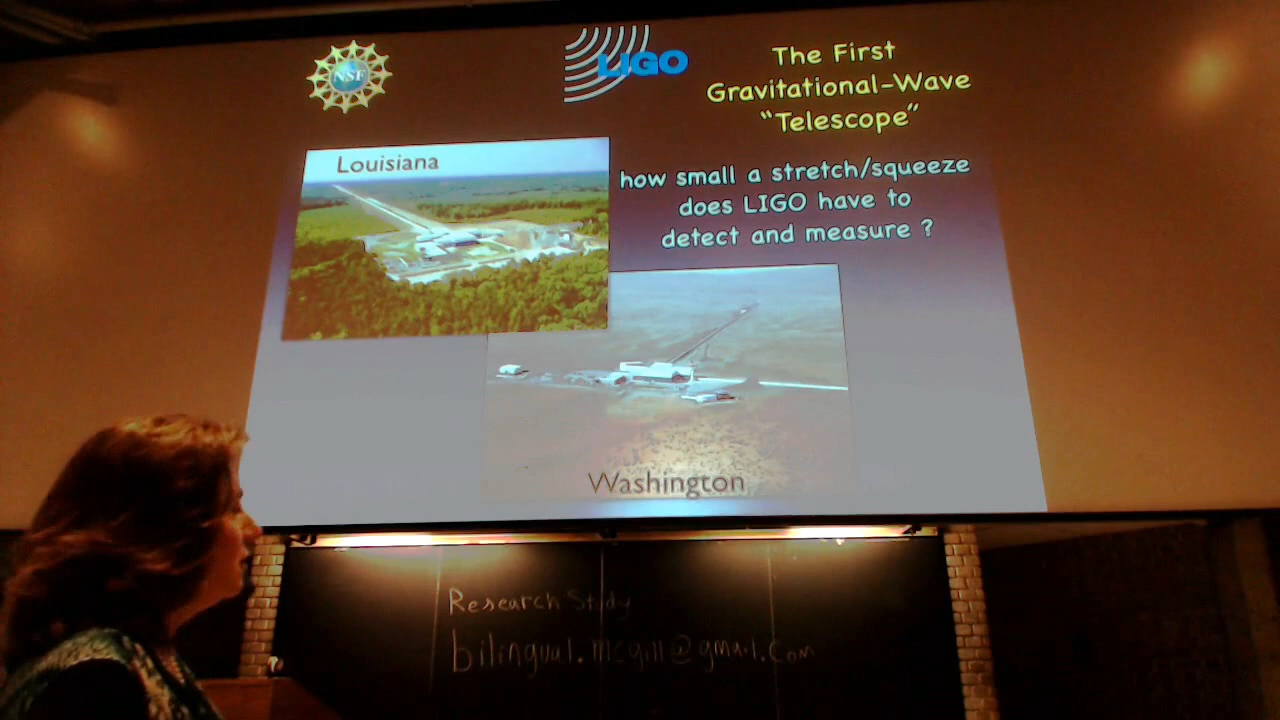 NSF
LIGO
The First
Gravitational-Wave
“Telescope”
Louisiana
how small a stretch/squeeze
does LIGO have to
detect and measure ?
Washington
Research Study
bilingual.mcgill@gmail.com